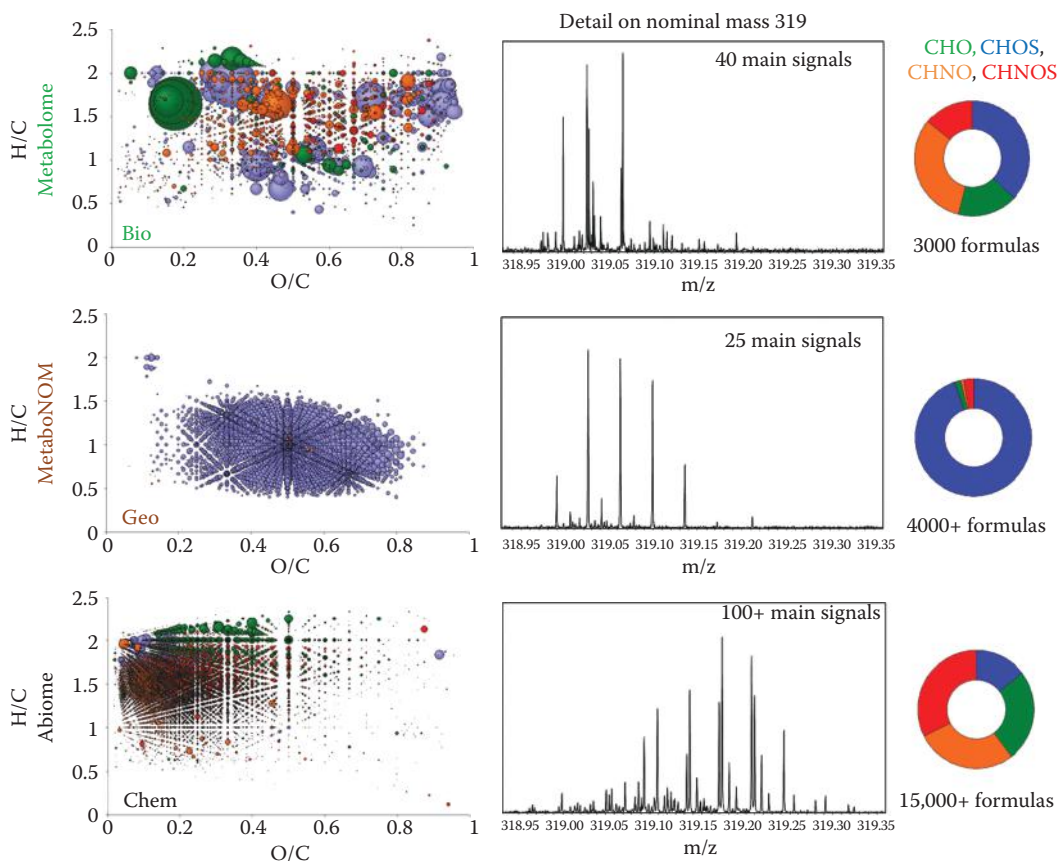 Detail on nominal mass 319
2.5
2
1.5
1
0.5
0
H/C
Metabolome
Bio
0
0.2
0.4
0.6
0.8
1
O/C
40 main signals
318.95 319.00 319.05 319.10 319.15 319.20 319.25 319.30 319.35
m/z
CHO, CHOS,
CHNO, CHNOS
3000 formulas
2.5
2
1.5
1
0.5
0
H/C
MetaboNOM
Geo
0
0.2
0.4
0.6
0.8
1
O/C
25 main signals
318.95 319.00 319.05 319.10 319.15 319.20 319.25 319.30 319.35
m/z
4000+ formulas
2.5
2
1.5
1
0.5
0
H/C
Abiome
Chem
0
0.2
0.4
0.6
0.8
1
O/C
100+ main signals
318.95 319.00 319.05 319.10 319.15 319.20 319.25 319.30 319.35
m/z
15,000+ formulas